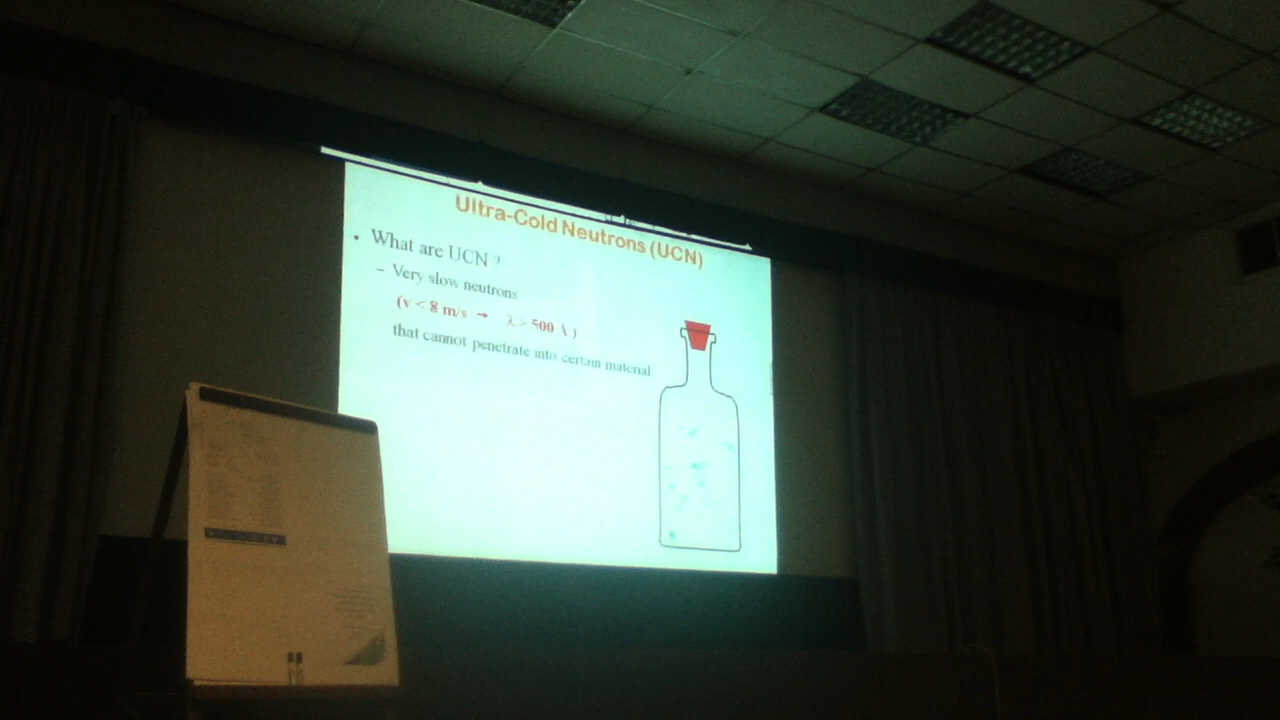 Ultra-Cold Neutrons (UCN)
• What are UCN ?
– Very slow neutrons
(v < 8 m/s → λ > 500 Å )
that cannot penetrate into certain material